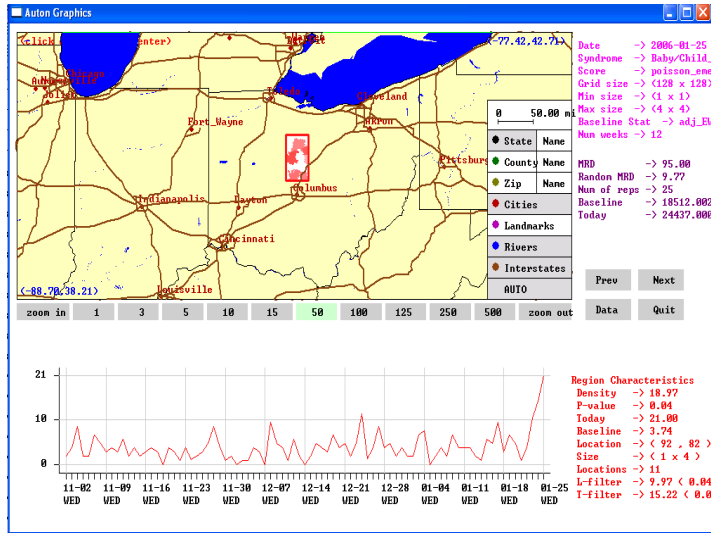 Auton Graphics
(click
enter)
(-77.42,42.71)
Chicago
Joliet
Toledo
Cleveland
Akron
Fort_Wayne
Pittsburg
Columbus
Indianapolis
Dayton
Cincinnati
Louisville
(-88.70,38.21)
0 50.00 mi
State Name
County Name
Zip Name
Cities
Landmarks
Rivers
Interstates
AUTO
Date -> 2006-01-25
Syndrome -> Baby/Child_
Score -> poisson_eme
Grid size -> (128 x 128)
Min size -> (1 x 1)
Max size -> (4 x 4)
Baseline Stat -> adj_EW
Num weeks -> 12
MRD -> 95.00
Random MRD -> 9.77
Num of reps -> 25
Baseline -> 18512.002
Today -> 24437.000
Prev Next
Data Quit
zoom in 1 3 5 10 15 50 100 125 250 500 zoom out
21
10
0
11-02 11-09 11-16 11-23 11-30 12-07 12-14 12-21 12-28 01-04 01-11 01-18 01-25
WED WED WED WED WED WED WED WED WED WED WED WED WED
Region Characteristics
Density -> 18.97
P-value -> 0.04
Today -> 21.00
Baseline -> 3.74
Location -> ( 92 , 82 )
Size -> ( 1 x 4 )
Locations -> 11
L-filter -> 9.97 ( 0.04
T-filter -> 15.22 ( 0.0